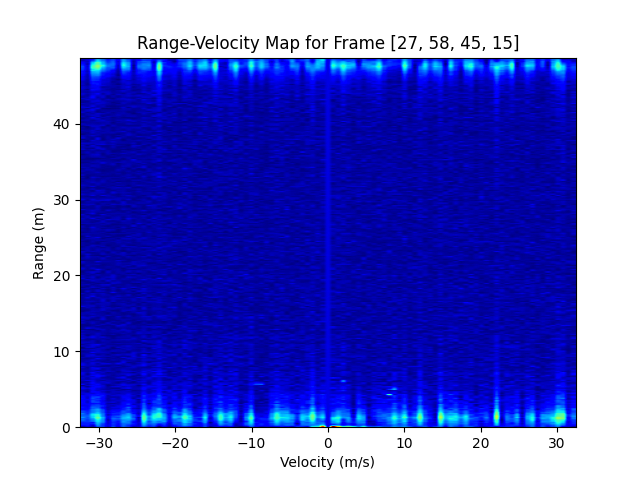 Range-Velocity Map for Frame [27, 58, 45, 15]
40
30
20
10
0
Range (m)
−30 −20 −10 0 10 20 30
Velocity (m/s)